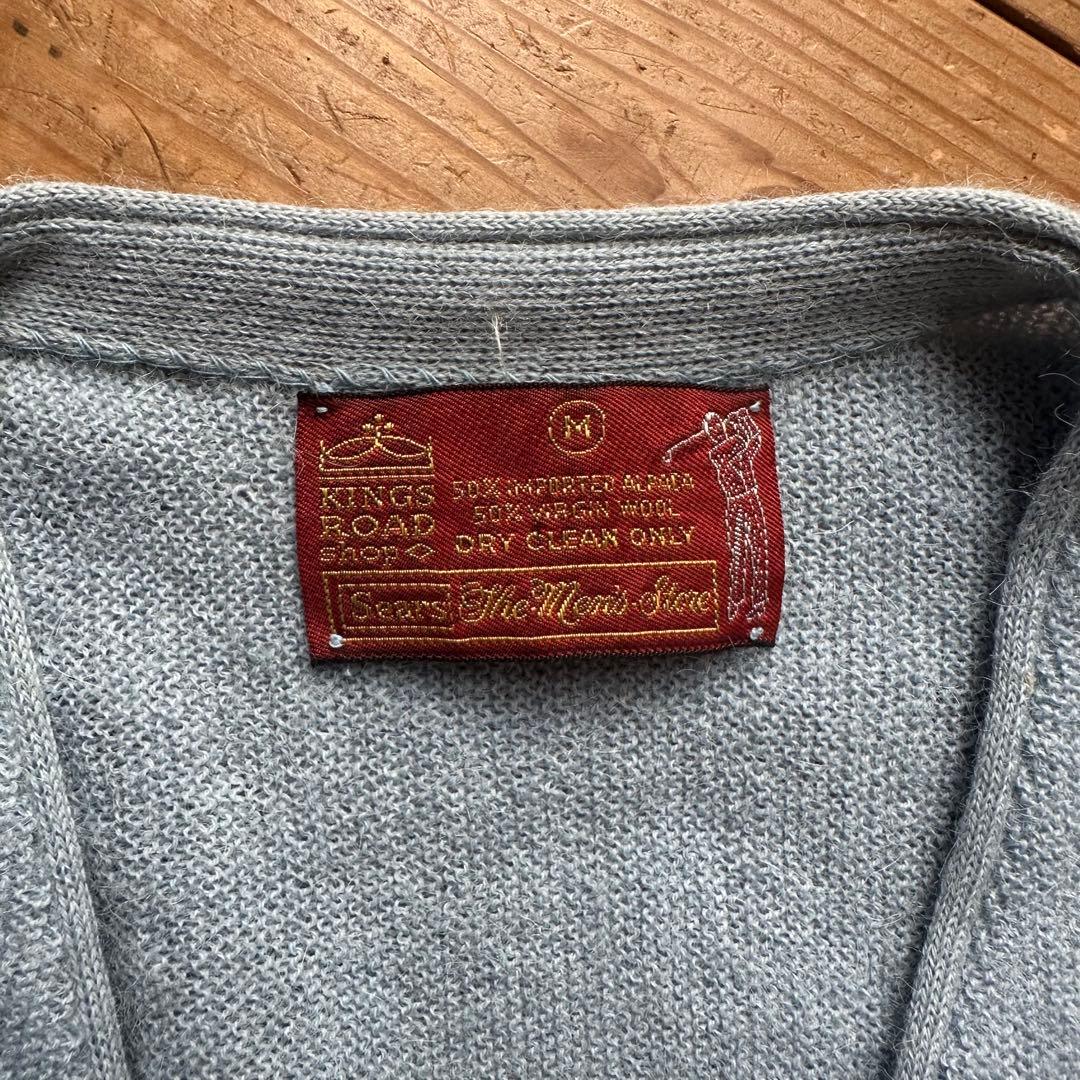 M
KINGS
ROAD
shop
50% IMPORTED ALPACA
50% VIRGIN WOOL
DRY CLEAN ONLY
Sears The Men's Store